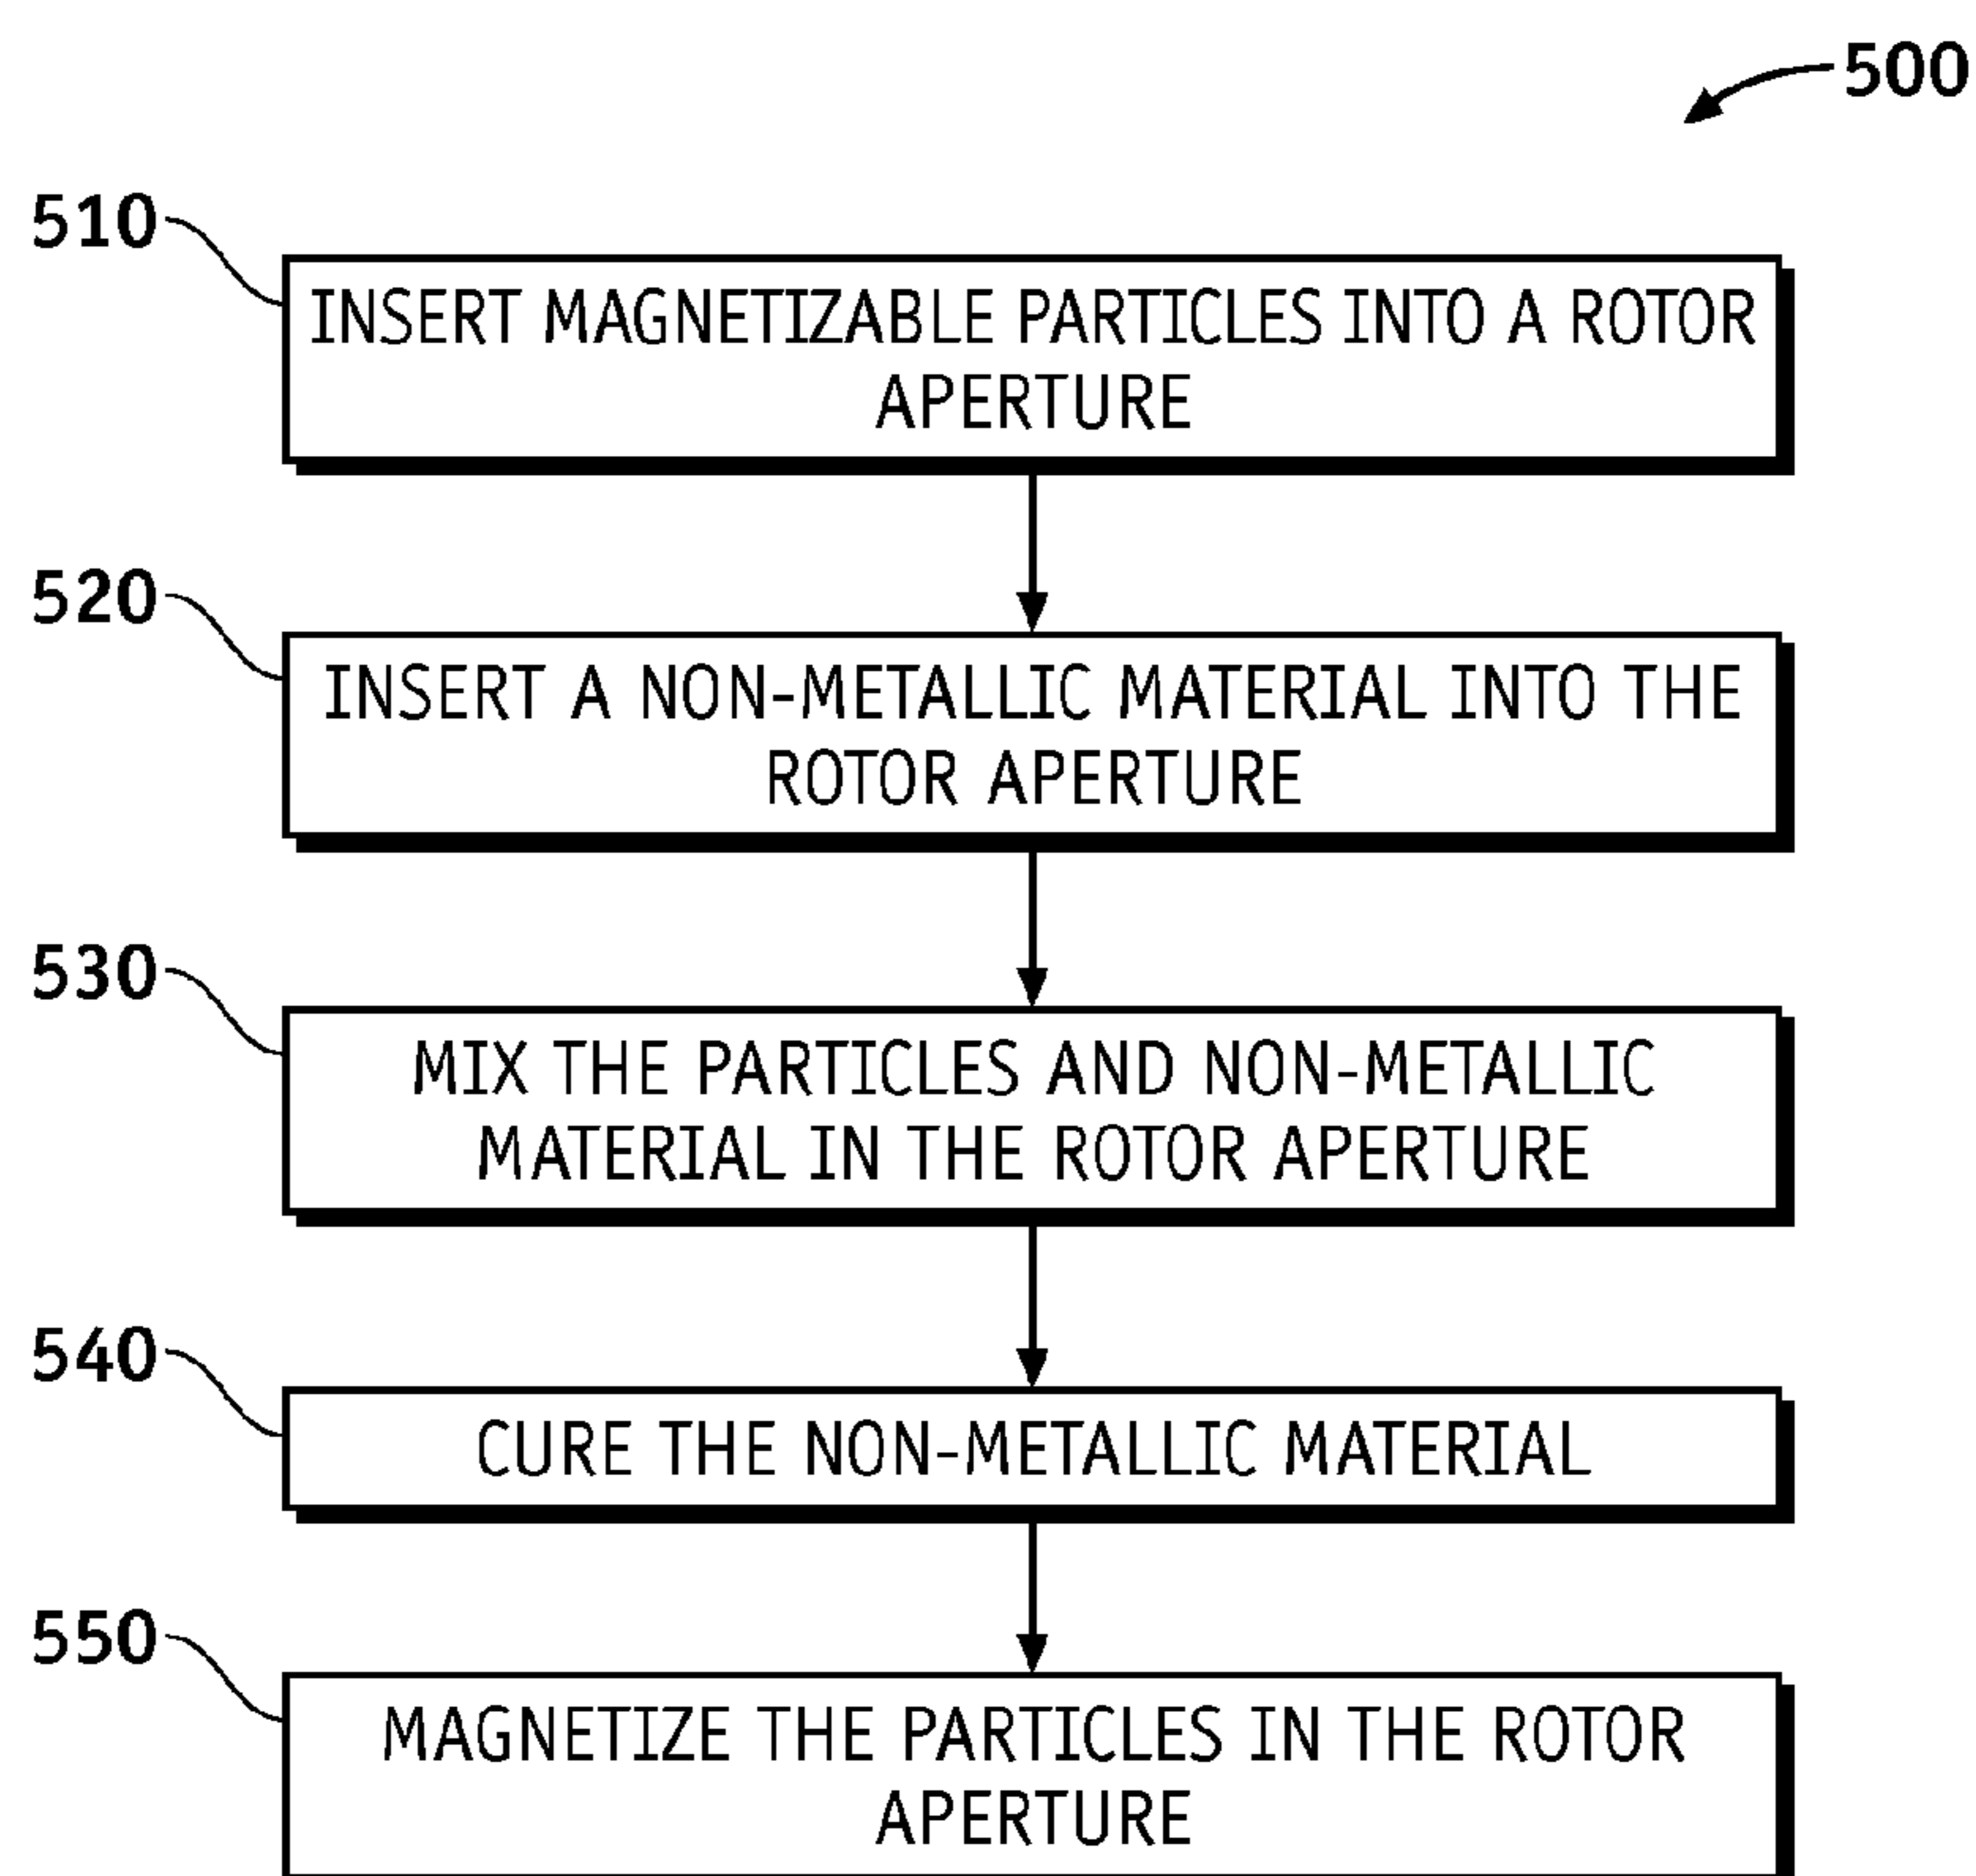 500
510
INSERT MAGNETIZABLE PARTICLES INTO A ROTOR
APERTURE
520
INSERT A NON-METALLIC MATERIAL INTO THE
ROTOR APERTURE
530
MIX THE PARTICLES AND NON-METALLIC
MATERIAL IN THE ROTOR APERTURE
540
CURE THE NON-METALLIC MATERIAL
550
MAGNETIZE THE PARTICLES IN THE ROTOR
APERTURE